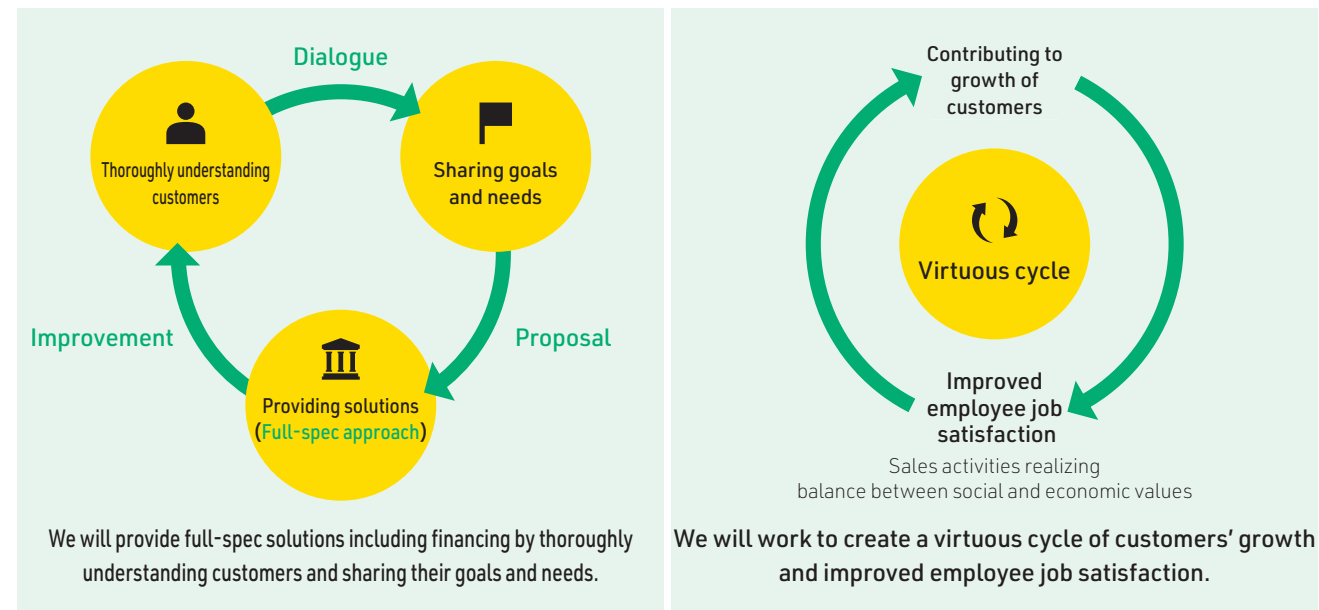 Dialogue
Thoroughly understanding
customers
Sharing goals
and needs
Improvement
Proposal
Providing solutions
(Full-spec approach)
We will provide full-spec solutions including financing by thoroughly
understanding customers and sharing their goals and needs.
Contributing to
growth of
customers
Virtuous cycle
Improved
employee job
satisfaction
Sales activities realizing
balance between social and economic values
We will work to create a virtuous cycle of customers’ growth
and improved employee job satisfaction.